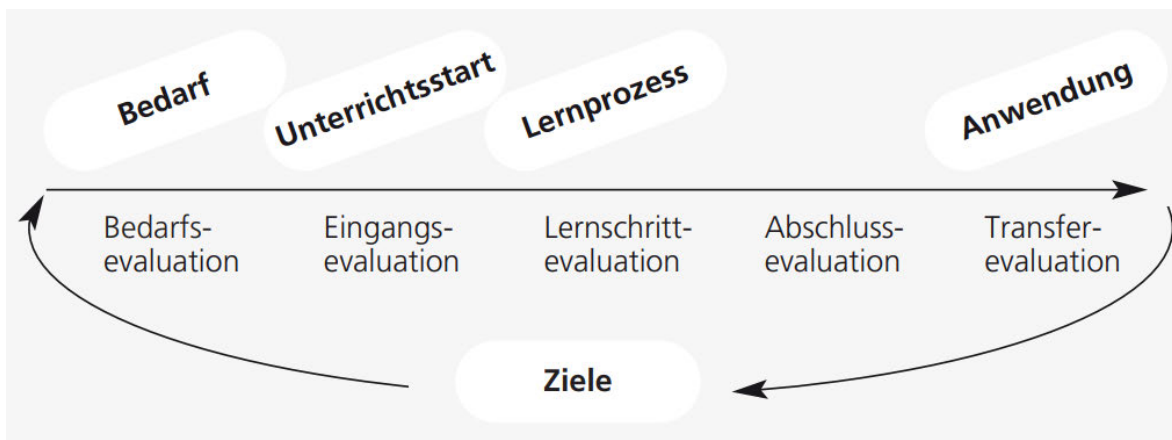 Bedarf
Unterrichtsstart
Lernprozess
Anwendung
Bedarfs-
evaluation
Eingangs-
evaluation
Lernschritt-
evaluation
Abschluss-
evaluation
Transfer-
evaluation
Ziele